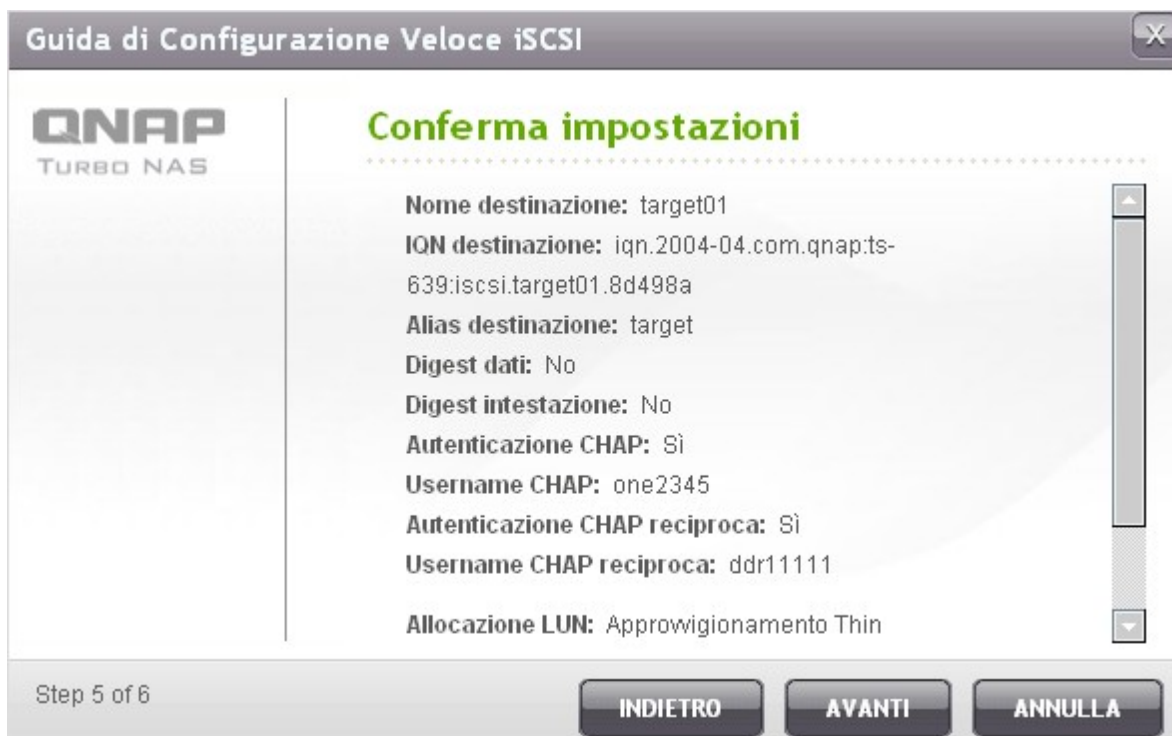 Guida di Configurazione Veloce iSCSI
X
QNAP
TURBO NAS
Conferma impostazioni
Nome destinazione: target01
IQN destinazione: iqn.2004-04.com.qnap:ts-
639:iscsi.target01.8d498a
Alias destinazione: target
Digest dati: No
Digest intestazione: No
Autenticazione CHAP: Sì
Username CHAP: one2345
Autenticazione CHAP reciproca: Sì
Username CHAP reciproca: ddr11111
Allocazione LUN: Approvvigionamento Thin
Step 5 of 6
INDIETRO
AVANTI
ANNULLA